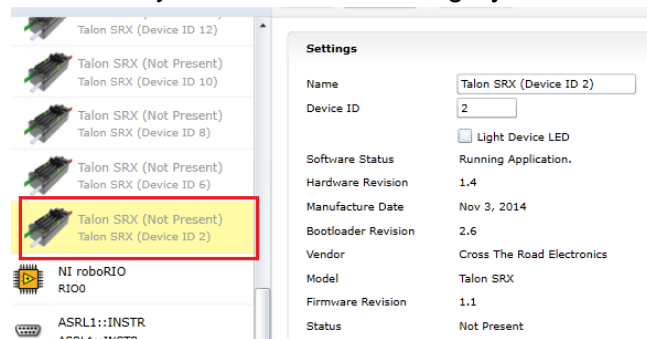 Talon SRX (Device ID 12)
Talon SRX (Not Present)
Talon SRX (Device ID 10)
Talon SRX (Not Present)
Talon SRX (Device ID 8)
Talon SRX (Not Present)
Talon SRX (Device ID 6)
Talon SRX (Not Present)
Talon SRX (Device ID 2)
NI roboRIO
RIO0
ASRL1::INSTR
Settings
Name Talon SRX (Device ID 2)
Device ID 2
Light Device LED
Software Status Running Application.
Hardware Revision 1.4
Manufacture Date Nov 3, 2014
Bootloader Revision 2.6
Vendor Cross The Road Electronics
Model Talon SRX
Firmware Revision 1.1
Status Not Present